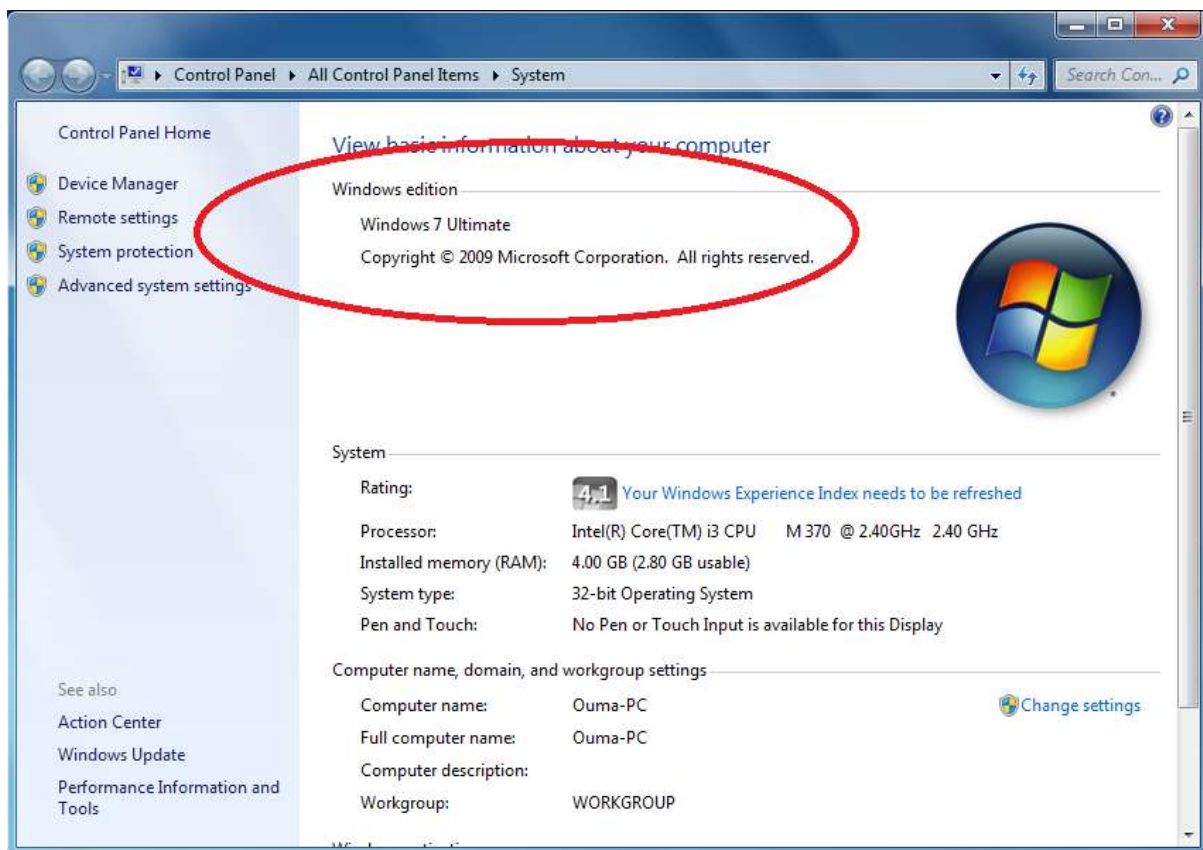 Control Panel ▸ All Control Panel Items ▸ System
Search Con...
Control Panel Home
Device Manager
Remote settings
System protection
Advanced system settings
See also
Action Center
Windows Update
Performance Information and
Tools
View basic information about your computer
Windows edition
Windows 7 Ultimate
Copyright © 2009 Microsoft Corporation. All rights reserved.
System
Rating: 4,1 Your Windows Experience Index needs to be refreshed
Processor: Intel(R) Core(TM) i3 CPU M 370 @ 2.40GHz 2.40 GHz
Installed memory (RAM): 4.00 GB (2.80 GB usable)
System type: 32-bit Operating System
Pen and Touch: No Pen or Touch Input is available for this Display
Computer name, domain, and workgroup settings
Computer name: Ouma-PC Change settings
Full computer name: Ouma-PC
Computer description:
Workgroup: WORKGROUP